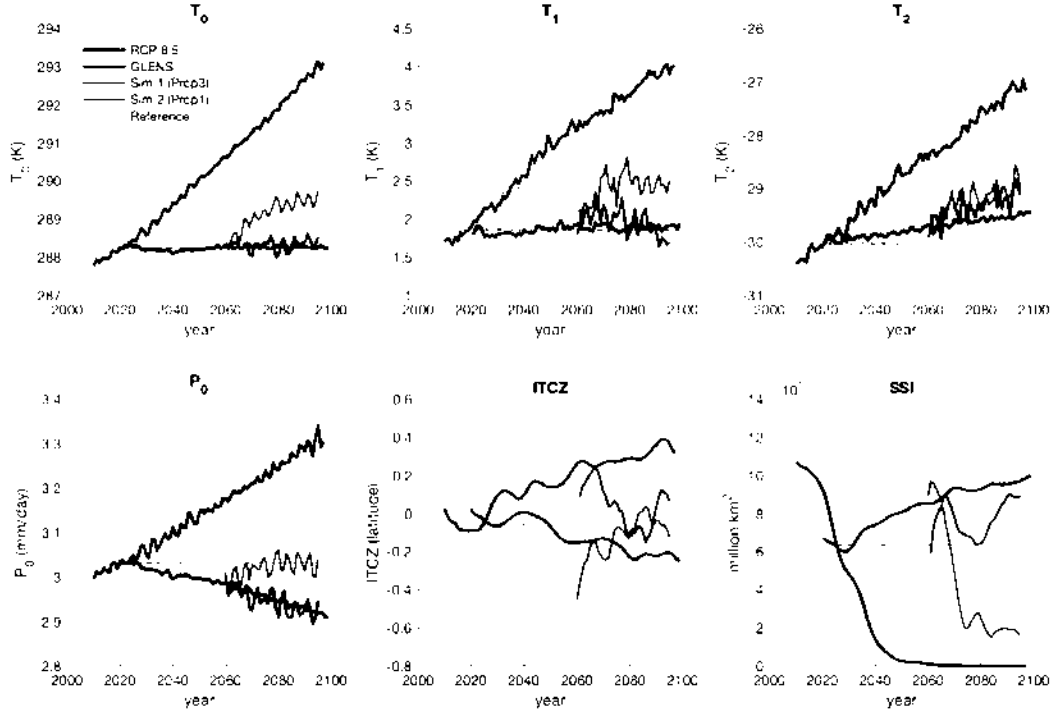 T0
T1
T2
294
293
292
291
290
289
288
287
RCP 8.5
GLENS
Sim 1 (Prop3)
Sim 2 (Prop1)
Reference
T0 (K)
2000 2020 2040 2060 2080 2100
year
4.5
4
3.5
3
2.5
2
1.5
1
T1 (K)
2000 2020 2040 2060 2080 2100
year
-26
-27
-28
-29
-30
-31
T2 (K)
2000 2020 2040 2060 2080 2100
year
P0
ITCZ
SSI
3.4
3.3
3.2
3.1
3
2.9
2.8
P0 (mm/day)
2000 2020 2040 2060 2080 2100
year
0.6
0.4
0.2
0
-0.2
-0.4
-0.6
-0.8
ITCZ (latitude)
2000 2020 2040 2060 2080 2100
year
14
12
10
8
6
4
2
0
million km2
2000 2020 2040 2060 2080 2100
year